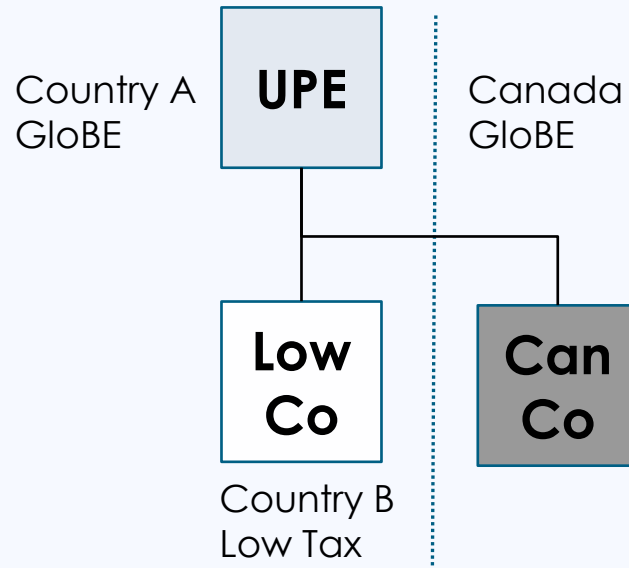 Country A
GloBE
UPE
Canada
GloBE
Low
Co
Can
Co
Country B
Low Tax